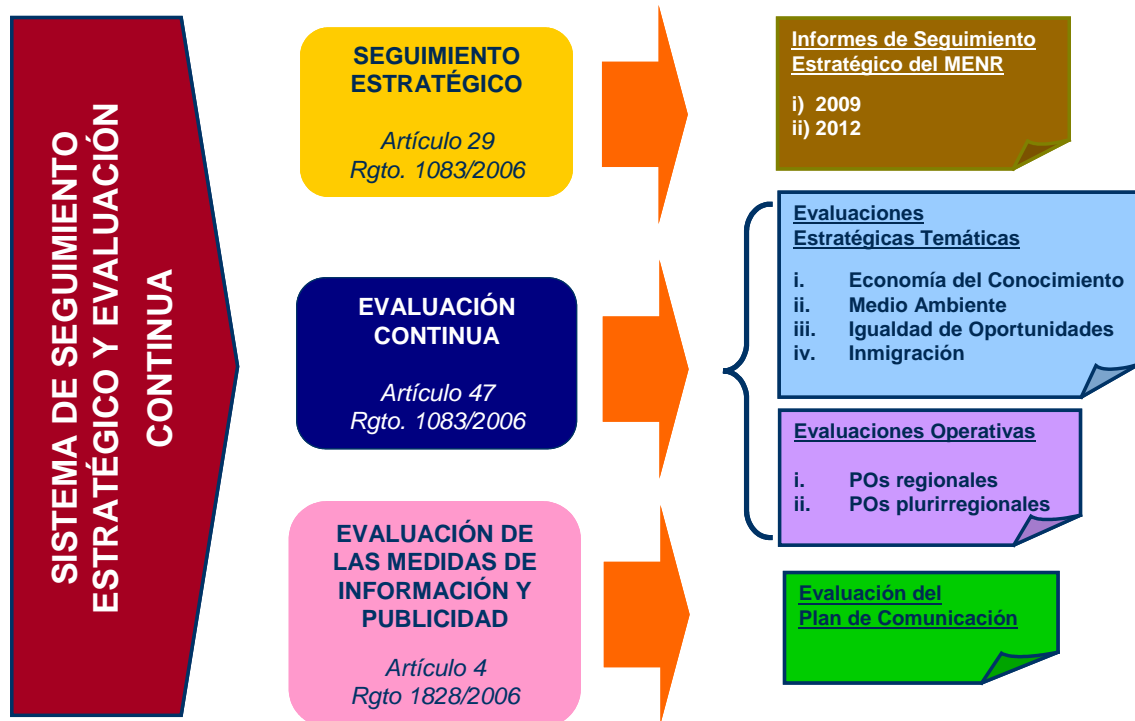 SISTEMA DE SEGUIMIENTO
ESTRATÉGICO Y EVALUACIÓN
CONTINUA
SEGUIMIENTO
ESTRATÉGICO
Artículo 29
Rgto. 1083/2006
Informes de Seguimiento
Estratégico del MENR
i) 2009
ii) 2012
EVALUACIÓN
CONTINUA
Artículo 47
Rgto. 1083/2006
Evaluaciones
Estratégicas Temáticas
i. Economía del Conocimiento
ii. Medio Ambiente
iii. Igualdad de Oportunidades
iv. Inmigración
Evaluaciones Operativas
i. POs regionales
ii. POs plurirregionales
EVALUACIÓN DE
LAS MEDIDAS DE
INFORMACIÓN Y
PUBLICIDAD
Artículo 4
Rgto 1828/2006
Evaluación del
Plan de Comunicación